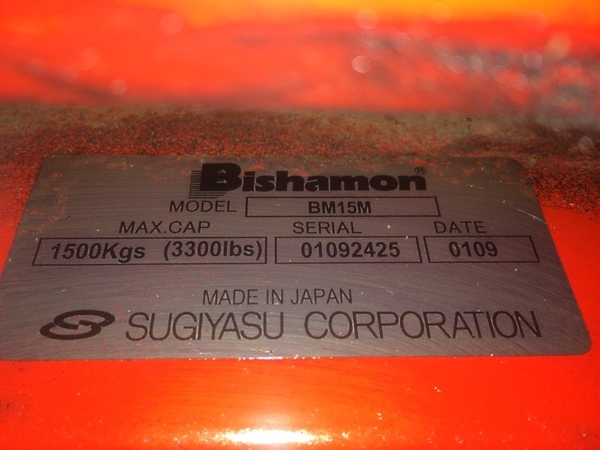 Bishamon®
MODEL BM15M
MAX.CAP SERIAL DATE
1500Kgs (3300lbs) 01092425 0109
MADE IN JAPAN
SUGIYASU CORPORATION